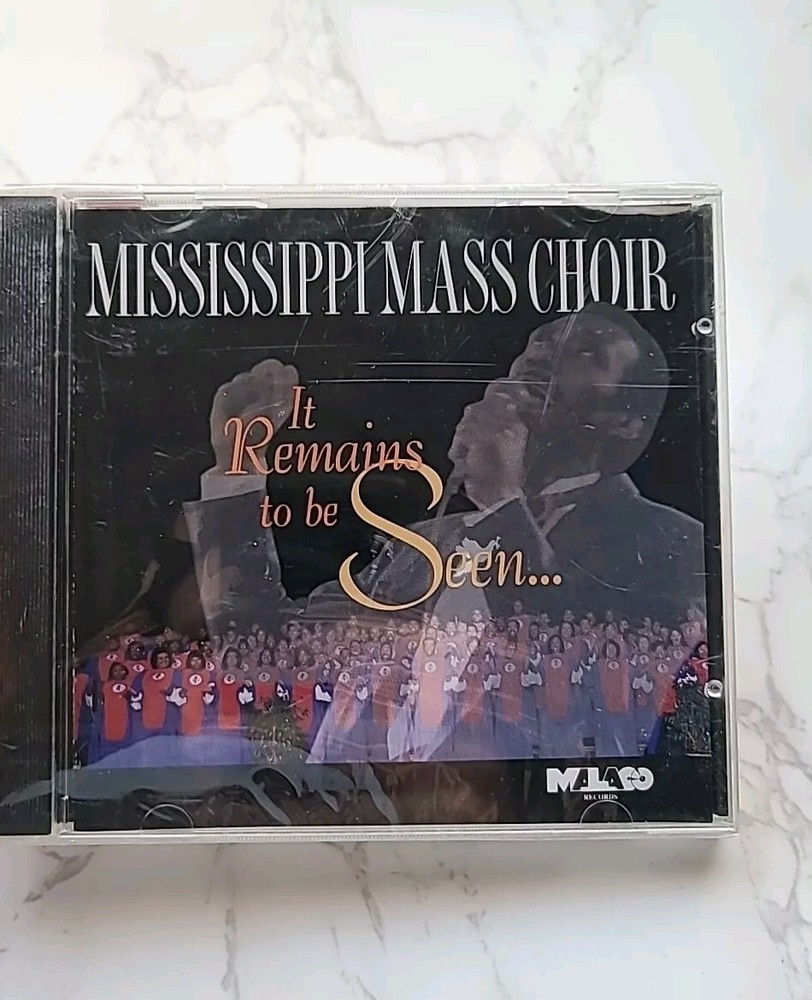 MISSISSIPPI MASS CHOIR
It
Remains
to be
Seen...
MALACO
RECORDS